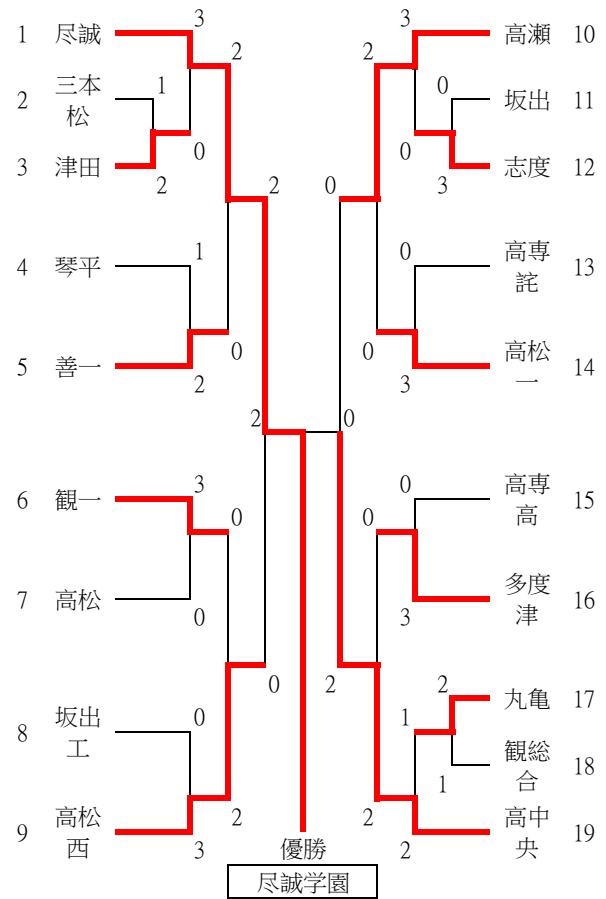 1 尽誠
3
2
2 三本
松
1
3 津田
2
0
2
4 琴平
1
5 善一
2
0
2
6 観一
3
0
7 高松
0
0
8 坂出
工
0
9 高松
西
3
2
3
高瀬 10
2
0
坂出 11
0
志度 12
3
0
0
高専
詫 13
0
高松
一 14
3
0
0
高専
高 15
0
多度
津 16
3
2
2
丸亀 17
1
観総
合 18
1
高中
央 19
2
2
優勝
尽誠学園